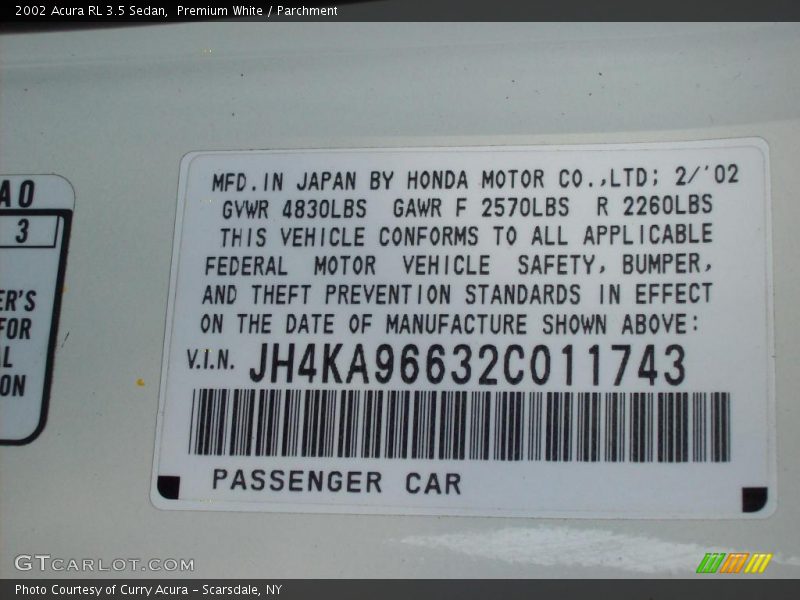 2002 Acura RL 3.5 Sedan,  Premium White / Parchment
AO
3
ER'S
FOR
L
ON
MFD. IN JAPAN BY HONDA MOTOR CO.,LTD; 2/'02
GVWR 4830LBS GAWR F 2570LBS R 2260LBS
THIS VEHICLE CONFORMS TO ALL APPLICABLE
FEDERAL MOTOR VEHICLE SAFETY, BUMPER,
AND THEFT PREVENTION STANDARDS IN EFFECT
ON THE DATE OF MANUFACTURE SHOWN ABOVE:
V.I.N. JH4KA96632C011743
PASSENGER CAR
GTCARLOT.COM
Photo Courtesy of Curry Acura – Scarsdale, NY